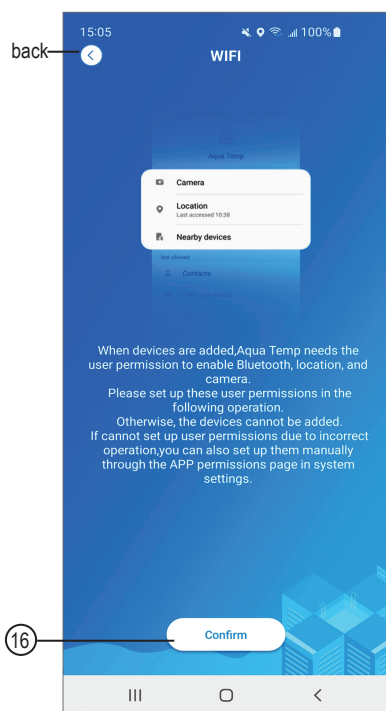 15:05 100%
back
WIFI
Aqua Temp
Camera
Location
Last accessed 10:38
Nearby devices
Not allowed
Contacts
When devices are added,Aqua Temp needs the
user permission to enable Bluetooth, location, and
camera.
Please set up these user permissions in the
following operation.
Otherwise, the devices cannot be added.
If cannot set up user permissions due to incorrect
operation,you can also set up them manually
through the APP permissions page in system
settings.
16
Confirm